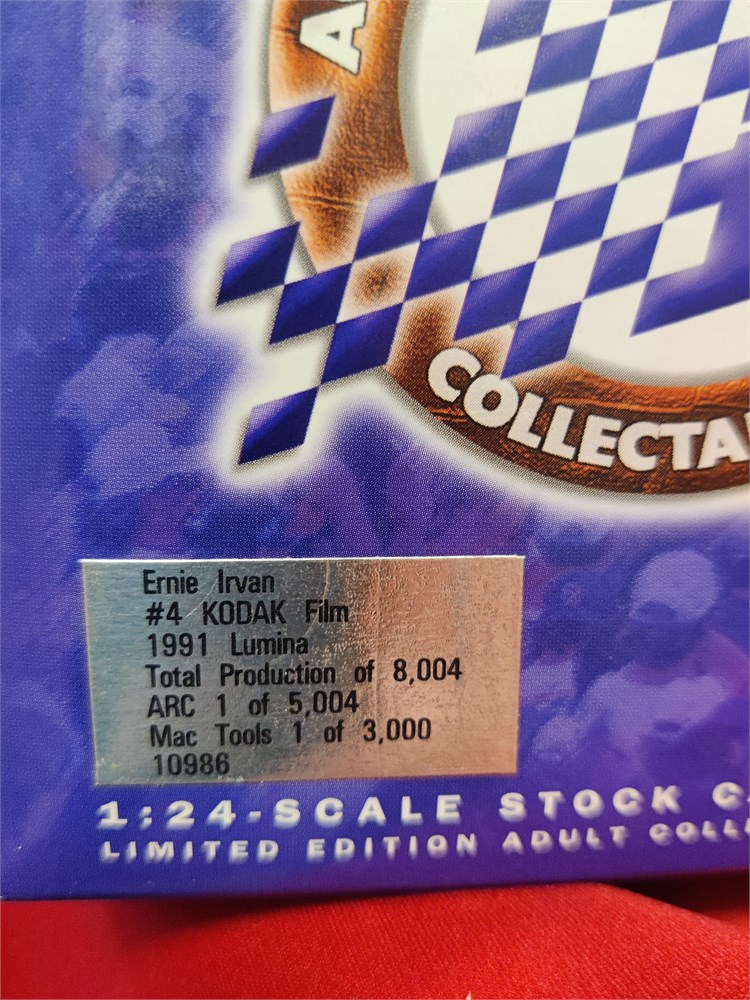 COLLECTA
Ernie Irvan
#4 KODAK Film
1991 Lumina
Total Production of 8,004
ARC 1 of 5,004
Mac Tools 1 of 3,000
10986
1:24-SCALE STOCK C
LIMITED EDITION ADULT COLL